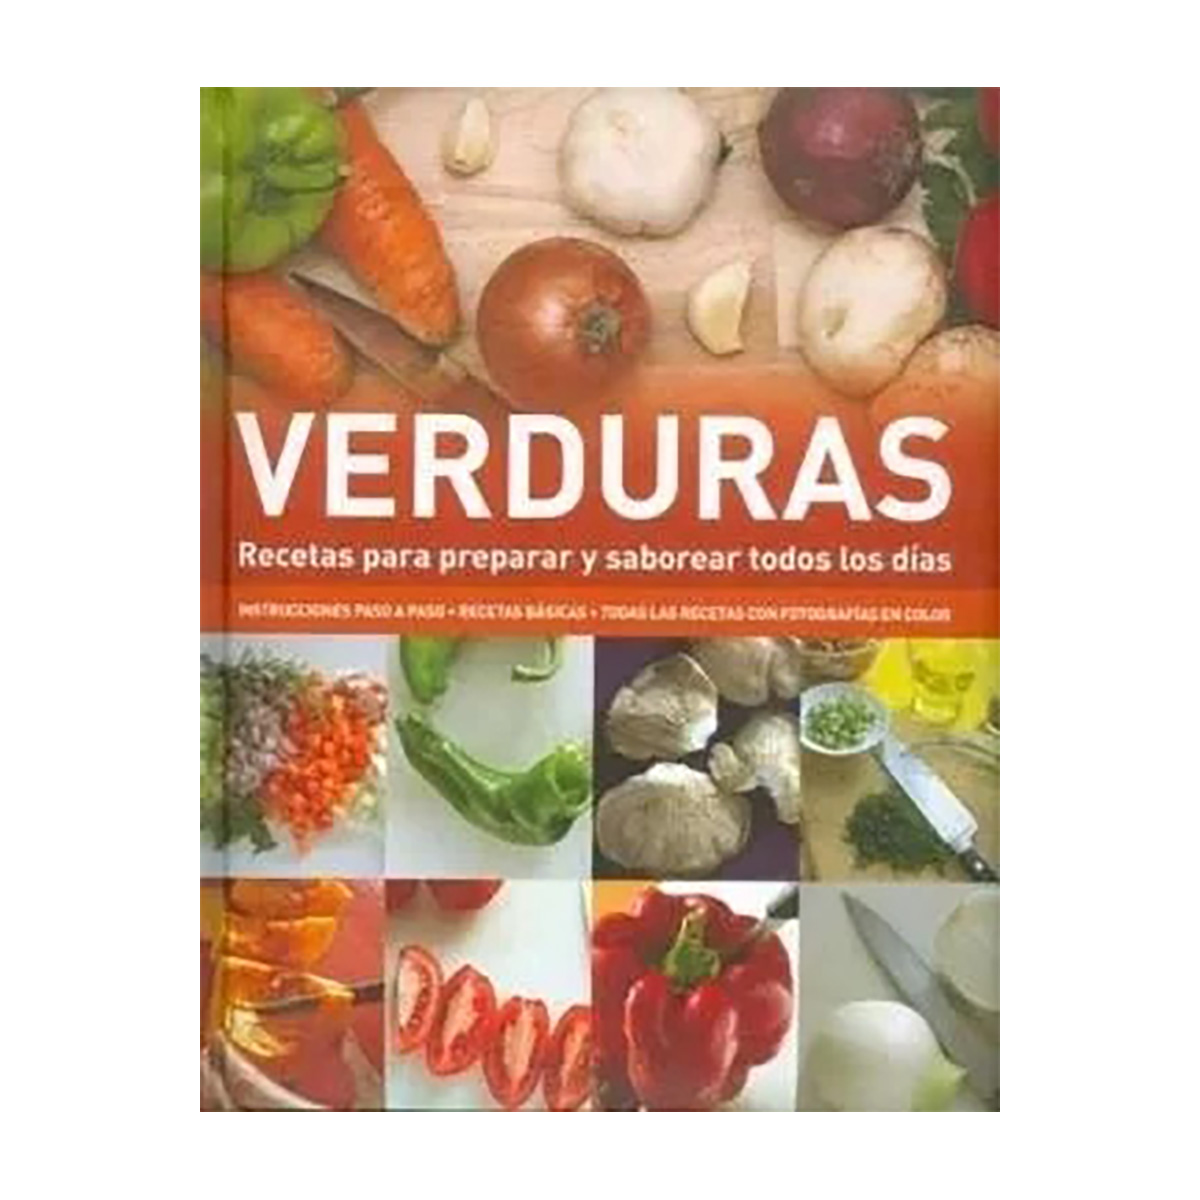 VERDURAS
Recetas para preparar y saborear todos los días
INSTRUCCIONES PASO A PASO • RECETAS BÁSICAS • TODAS LAS RECETAS CON FOTOGRAFÍAS EN COLOR